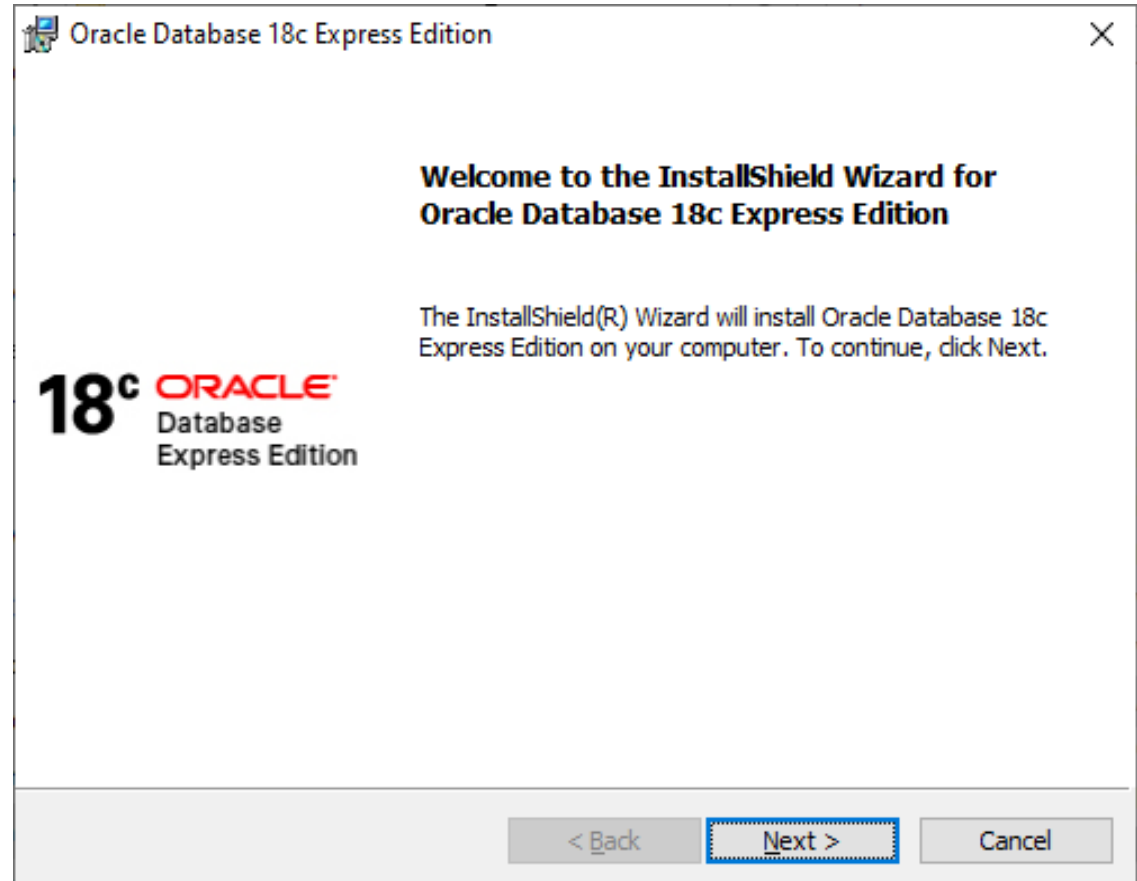 Oracle Database 18c Express Edition
Welcome to the InstallShield Wizard for
Oracle Database 18c Express Edition
The InstallShield(R) Wizard will install Oracle Database 18c
Express Edition on your computer. To continue, click Next.
18c ORACLE
Database
Express Edition
< Back Next > Cancel